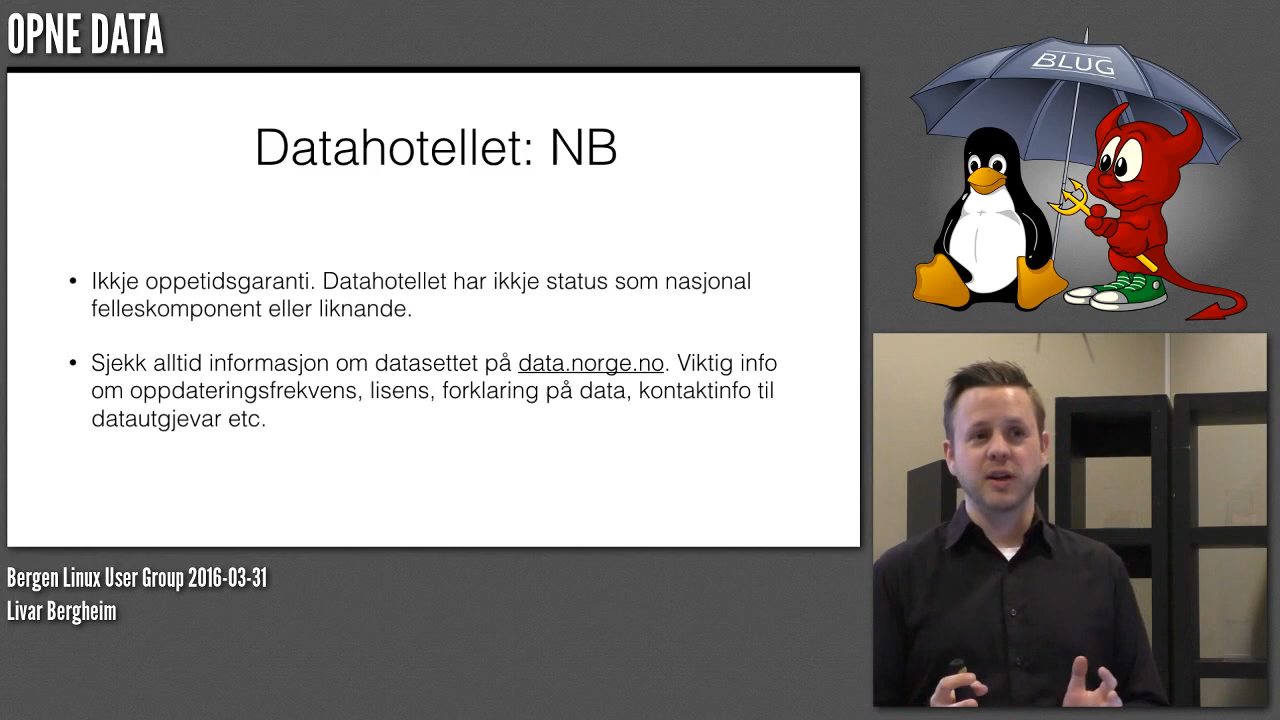 OPNE DATA
BLUG
Datahotellet: NB
• Ikkje oppetidsgaranti. Datahotellet har ikkje status som nasjonal
felleskomponent eller liknande.
• Sjekk alltid informasjon om datasettet på data.norge.no. Viktig info
om oppdateringsfrekvens, lisens, forklaring på data, kontaktinfo til
datautgjevar etc.
Bergen Linux User Group 2016-03-31
Livar Bergheim